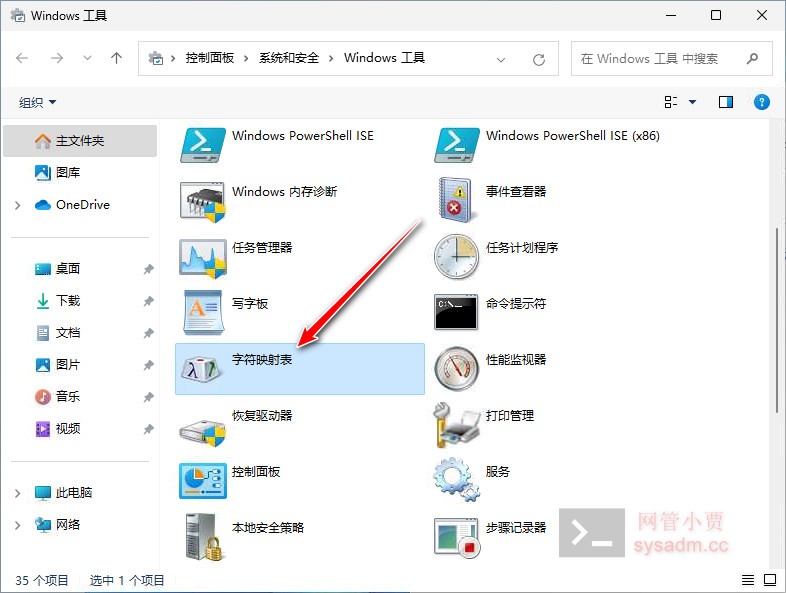 Windows 工具
控制面板 > 系统和安全 > Windows 工具
在 Windows 工具 中搜索
组织
主文件夹
图库
OneDrive
桌面
下载
文档
图片
音乐
视频
此电脑
网络
Windows PowerShell ISE
Windows PowerShell ISE (x86)
Windows 内存诊断
事件查看器
任务管理器
任务计划程序
写字板
命令提示符
字符映射表
性能监视器
恢复驱动器
打印管理
控制面板
服务
本地安全策略
步骤记录器
网管小贾
sysadm.cc
35 个项目
选中 1 个项目